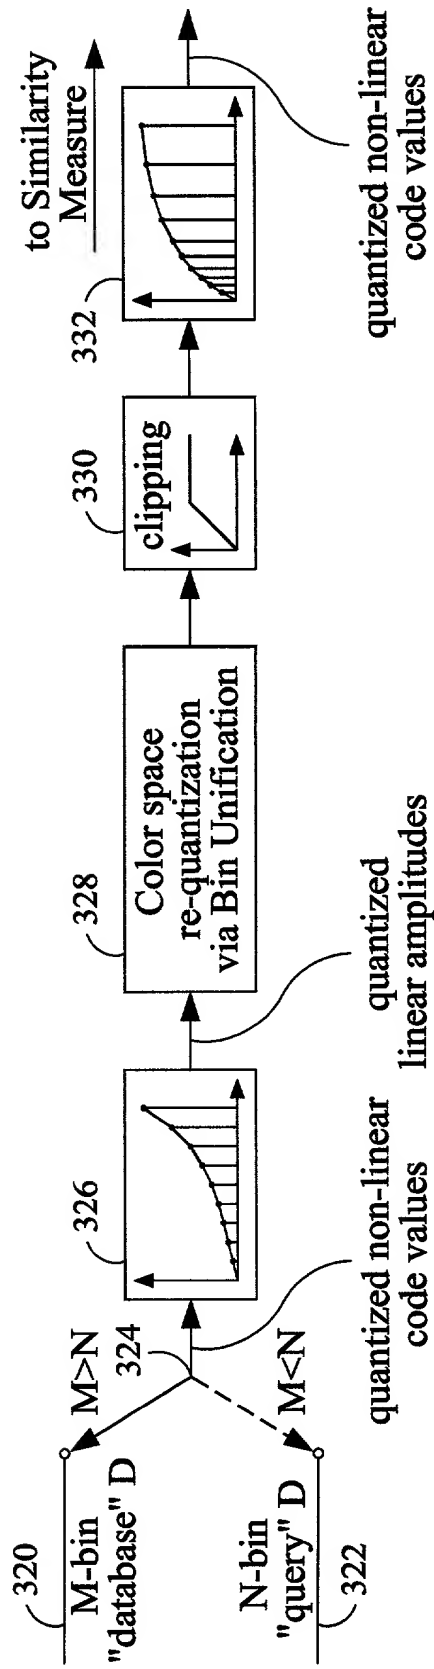 320
M-bin
"database" D
N-bin
"query" D
322
M>N
324
M<N
quantized non-linear
code values
326
quantized
linear amplitudes
328
Color space
re-quantization
via Bin Unification
330
clipping
332
to Similarity
Measure
quantized non-linear
code values